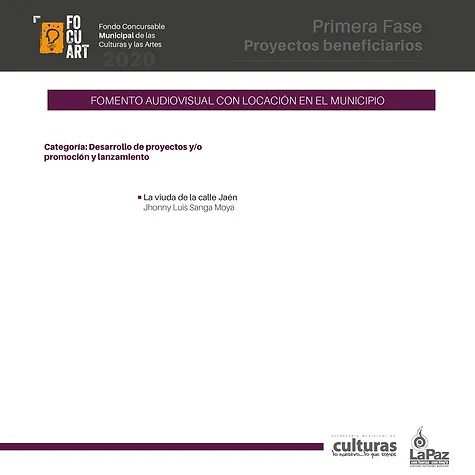 FO
CU
ART
Fondo Concursable
Municipal de las
Culturas y las Artes
2020
Primera Fase
Proyectos beneficiarios
FOMENTO AUDIOVISUAL CON LOCACIÓN EN EL MUNICIPIO
Categoría: Desarrollo de proyectos y/o
promoción y lanzamiento
La viuda de la calle Jaén
Jhonny Luis Sanga Moya
culturas
lo nuestro...lo que somos
LaPaz